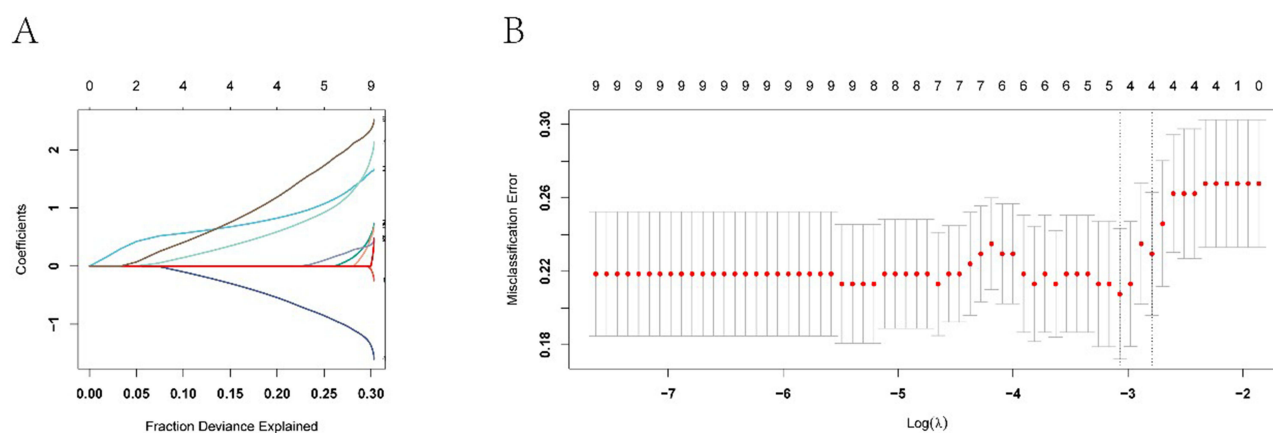 A
0 2 4 4 4 5 9
2
1
0
−1
Coefficients
0.00 0.05 0.10 0.15 0.20 0.25 0.30
Fraction Deviance Explained
B
9 9 9 9 9 9 9 9 9 9 9 9 9 8 8 8 7 7 7 6 6 6 6 5 5 4 4 4 4 4 1 0
0.30
0.26
0.22
0.18
Misclassification Error
−7 −6 −5 −4 −3 −2
Log(λ)